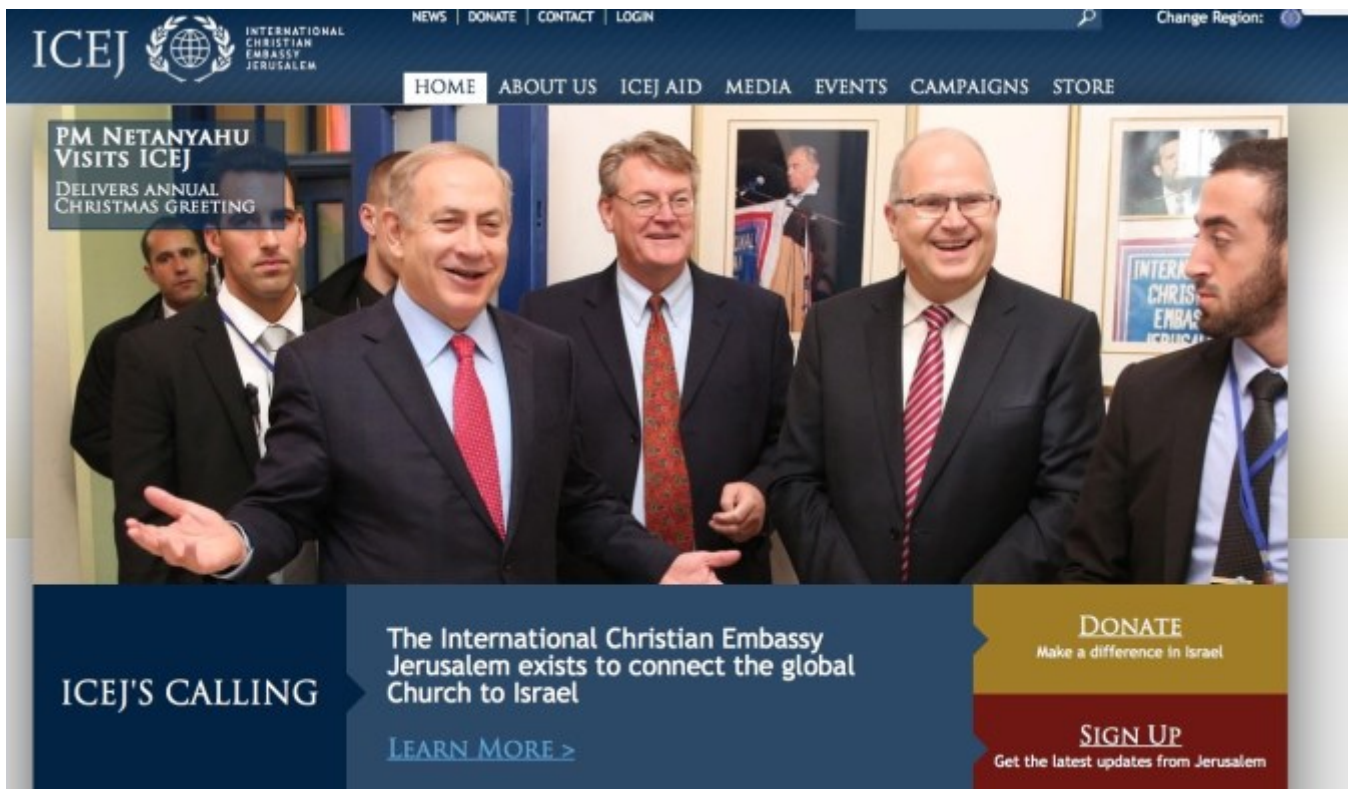 NEWS | DONATE | CONTACT | LOGIN
Change Region:
ICEJ
INTERNATIONAL
CHRISTIAN
EMBASSY
JERUSALEM
HOME ABOUT US ICEJ AID MEDIA EVENTS CAMPAIGNS STORE
PM NETANYAHU
VISITS ICEJ
DELIVERS ANNUAL
CHRISTMAS GREETING
ICEJ'S CALLING
The International Christian Embassy
Jerusalem exists to connect the global
Church to Israel
LEARN MORE >
DONATE
Make a difference in Israel
SIGN UP
Get the latest updates from Jerusalem